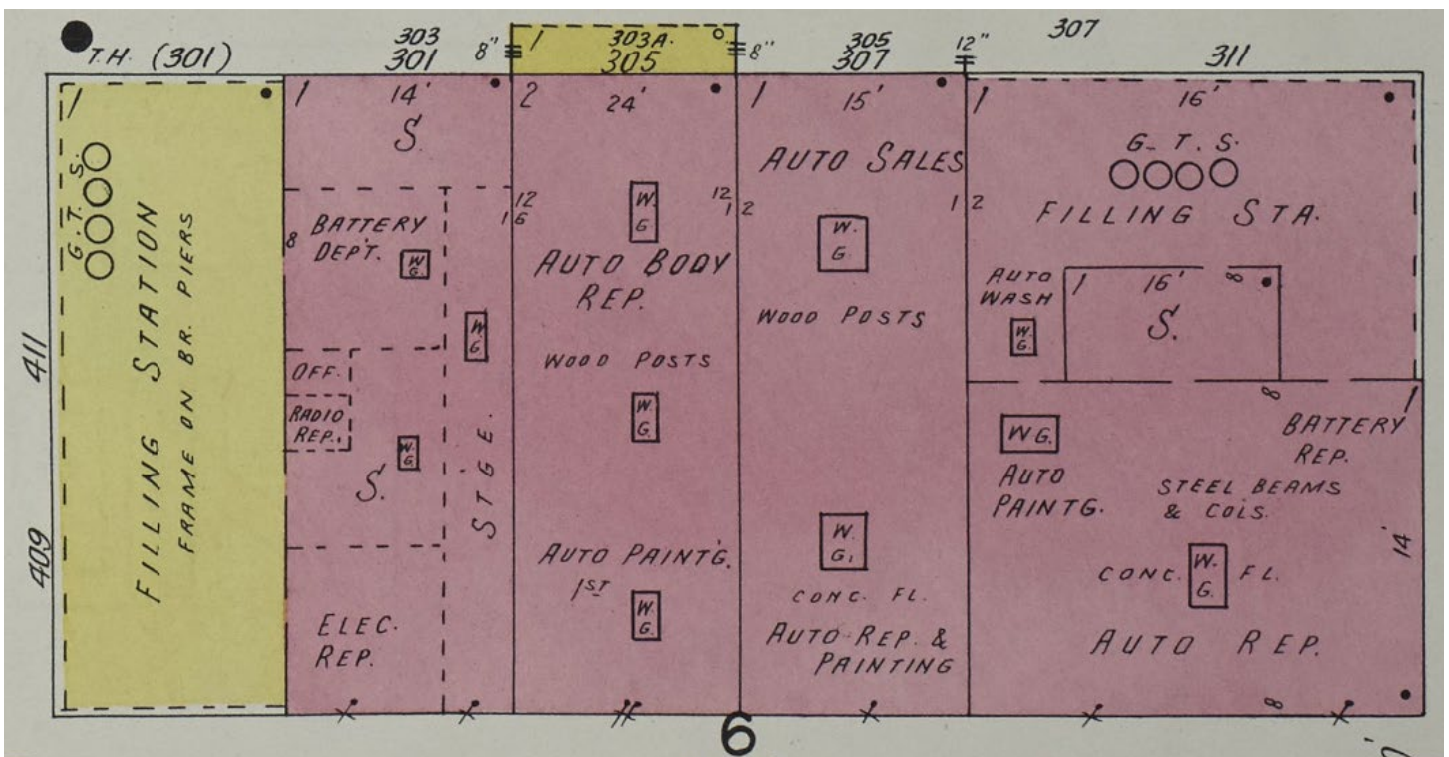 T.H. (301)
303
301
8"
1
303A.
305
8"
305
307
12"
307
311
1
G. T. S.
FILLING STATION
FRAME ON BR. PIERS
411
409
1
14'
S.
BATTERY
DEP'T.
8
W.
G.
OFF.
RADIO
REP.
W.
G.
S.
W.
G.
STGE.
ELEC.
REP.
2
24'
12
16
12
12
W.
G.
AUTO BODY
REP.
WOOD POSTS
W.
G.
AUTO PAINT'G.
1ST
W.
G.
1
15'
AUTO SALES
W.
G.
WOOD POSTS
W.
G.
CONC. FL.
AUTO REP. &
PAINTING
1
16'
12
G. T. S.
FILLING STA.
AUTO
WASH
W.
G.
1
16'
8
S.
8
1
W G.
AUTO
PAINTG.
BATTERY
REP.
STEEL BEAMS
& COLS.
14'
CONC.
W.
G.
FL.
AUTO REP.
8
6